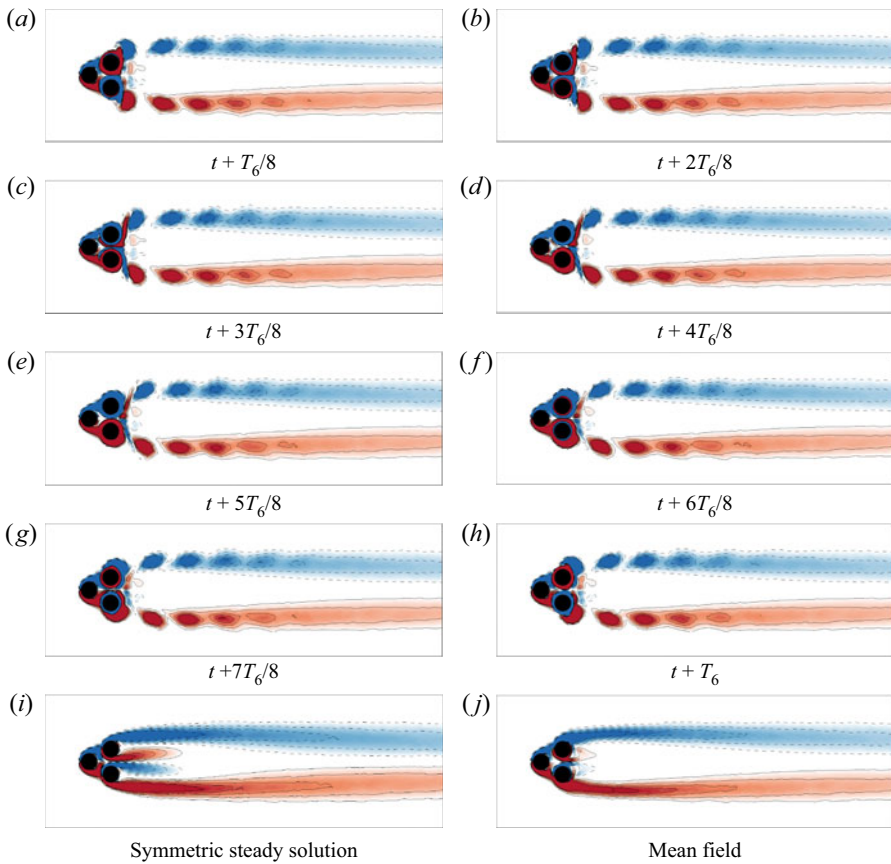 (a) (b)
t + T6/8 t + 2T6/8
(c) (d)
t + 3T6/8 t + 4T6/8
(e) (f)
t + 5T6/8 t + 6T6/8
(g) (h)
t +7T6/8 t + T6
(i) (j)
Symmetric steady solution Mean field